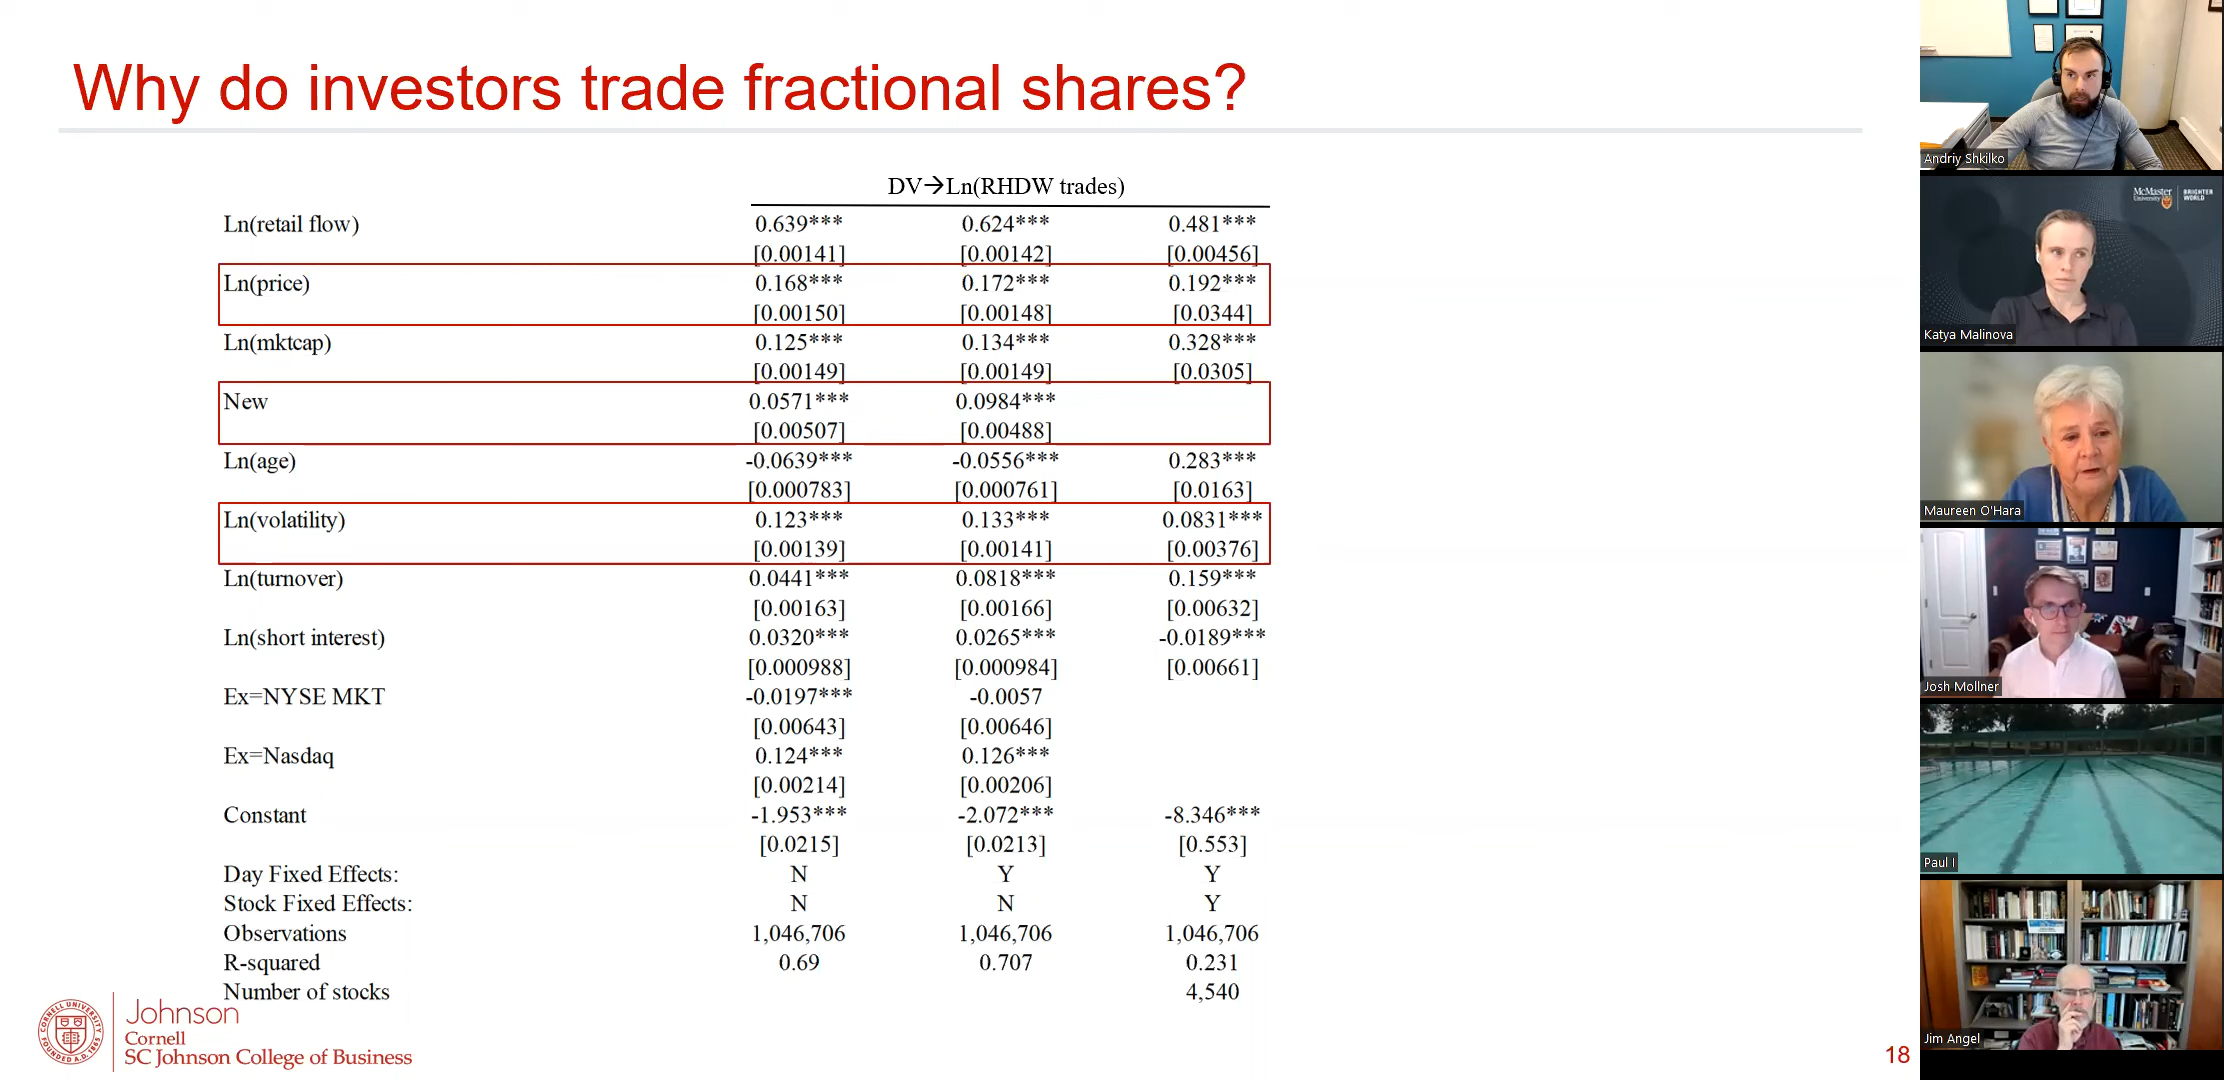 Why do investors trade fractional shares?
DV→Ln(RHDW trades)
Ln(retail flow) 0.639*** 0.624*** 0.481***
[0.00141] [0.00142] [0.00456]
Ln(price) 0.168*** 0.172*** 0.192***
[0.00150] [0.00148] [0.0344]
Ln(mktcap) 0.125*** 0.134*** 0.328***
[0.00149] [0.00149] [0.0305]
New 0.0571*** 0.0984***
[0.00507] [0.00488]
Ln(age) -0.0639*** -0.0556*** 0.283***
[0.000783] [0.000761] [0.0163]
Ln(volatility) 0.123*** 0.133*** 0.0831***
[0.00139] [0.00141] [0.00376]
Ln(turnover) 0.0441*** 0.0818*** 0.159***
[0.00163] [0.00166] [0.00632]
Ln(short interest) 0.0320*** 0.0265*** -0.0189***
[0.000988] [0.000984] [0.00661]
Ex=NYSE MKT -0.0197*** -0.0057
[0.00643] [0.00646]
Ex=Nasdaq 0.124*** 0.126***
[0.00214] [0.00206]
Constant -1.953*** -2.072*** -8.346***
[0.0215] [0.0213] [0.553]
Day Fixed Effects: N Y Y
Stock Fixed Effects: N N Y
Observations 1,046,706 1,046,706 1,046,706
R-squared 0.69 0.707 0.231
Number of stocks 4,540
Johnson
Cornell
SC Johnson College of Business
18
Andriy Shkilko
McMaster
University
BRIGHTER
WORLD
Katya Malinova
Maureen O'Hara
Josh Mollner
Paul I
Jim Angel